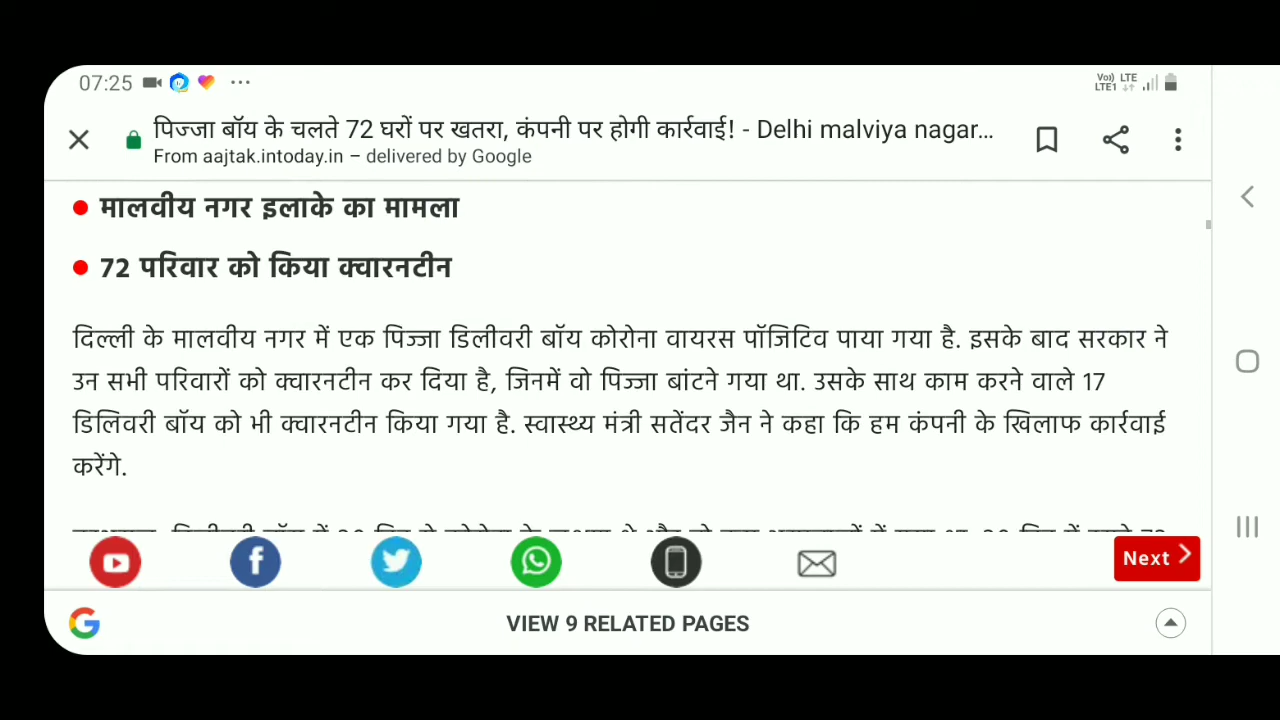 07:25
Vo) LTE
LTE1
पिज्जा बॉय के चलते 72 घरों पर खतरा, कंपनी पर होगी कार्रवाई! - Delhi malviya nagar...
From aajtak.intoday.in – delivered by Google
मालवीय नगर इलाके का मामला
72 परिवार को किया क्वारनटीन
दिल्ली के मालवीय नगर में एक पिज्जा डिलीवरी बॉय कोरोना वायरस पॉजिटिव पाया गया है. इसके बाद सरकार ने
उन सभी परिवारों को क्वारनटीन कर दिया है, जिनमें वो पिज्जा बांटने गया था. उसके साथ काम करने वाले 17
डिलिवरी बॉय को भी क्वारनटीन किया गया है. स्वास्थ्य मंत्री सतेंदर जैन ने कहा कि हम कंपनी के खिलाफ कार्रवाई
करेंगे.
Next
VIEW 9 RELATED PAGES